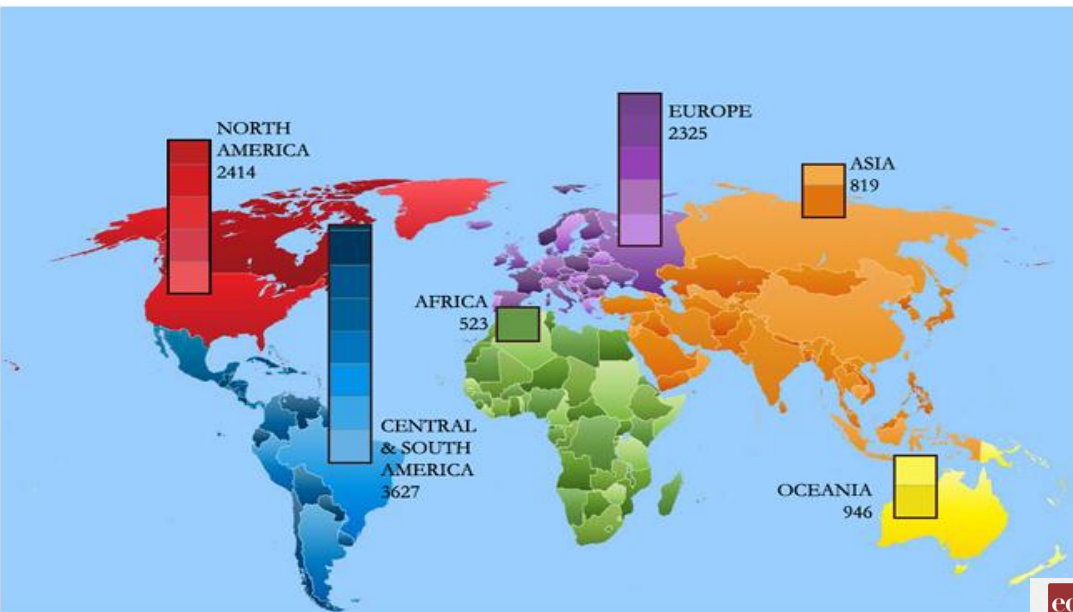 NORTH
AMERICA
2414
EUROPE
2325
ASIA
819
AFRICA
523
CENTRAL
& SOUTH
AMERICA
3627
OCEANIA
946